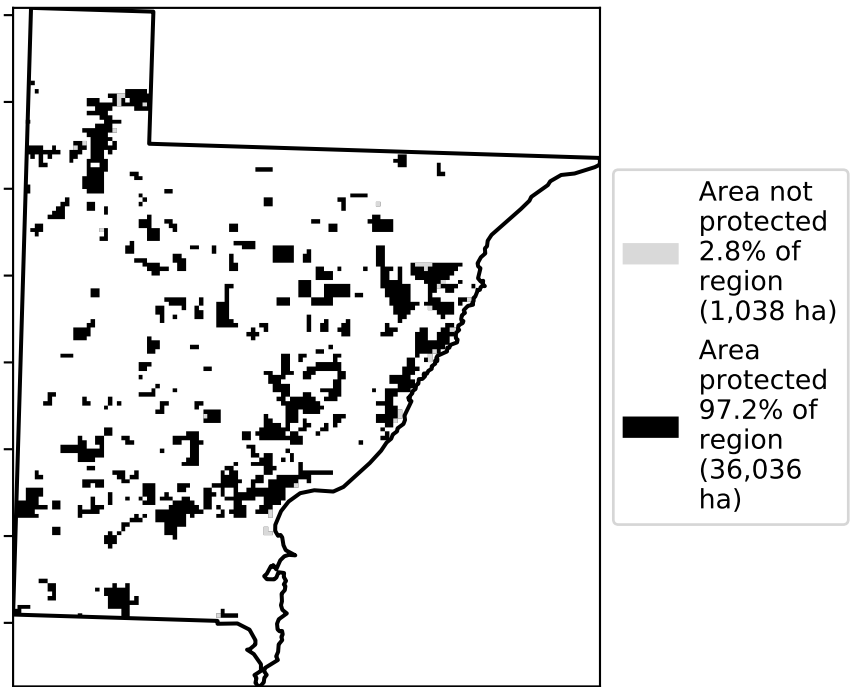 Area not
protected
2.8% of
region
(1,038 ha)
Area
protected
97.2% of
region
(36,036
ha)